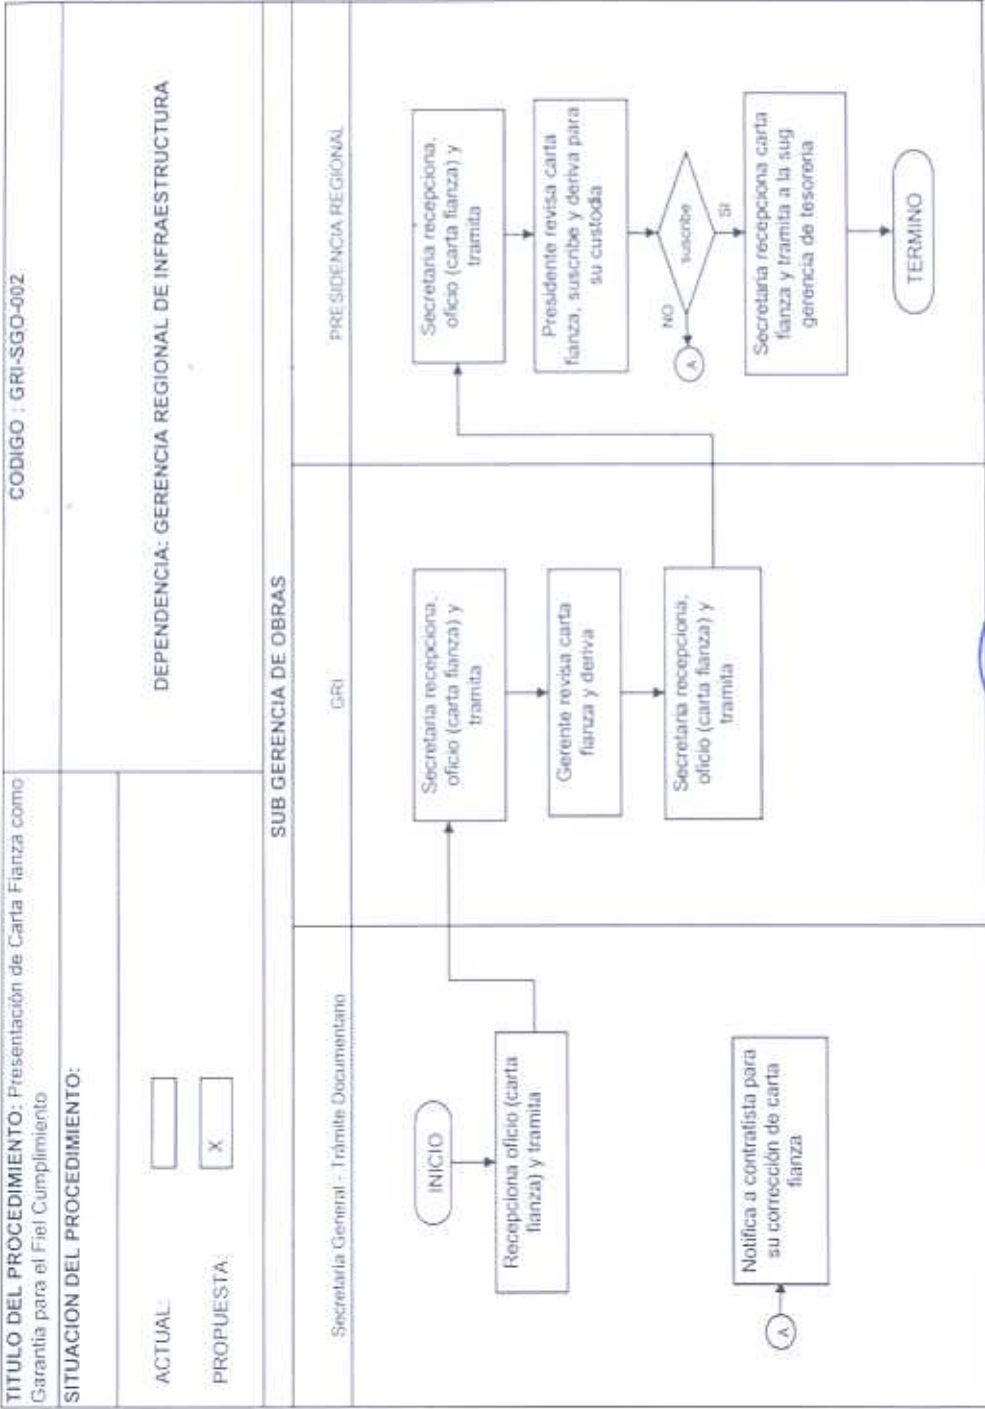 TITULO DEL PROCEDIMIENTO: Presentación de Carta Fianza como
Garantía para el Fiel Cumplimiento
CODIGO : GRI-SGO-002
SITUACION DEL PROCEDIMIENTO:
ACTUAL:
PROPUESTA:
X
DEPENDENCIA: GERENCIA REGIONAL DE INFRAESTRUCTURA
SUB GERENCIA DE OBRAS
Secretaria General - Trámite Documentario
GRI
PRESIDENCIA REGIONAL
INICIO
Recepciona oficio (carta
fianza) y tramita
A
Notifica a contratista para
su corrección de carta
fianza
Secretaria recepciona,
oficio (carta fianza) y
tramita
Gerente revisa carta
fianza y deriva
Secretaria recepciona,
oficio (carta fianza) y
tramita
Secretaria recepciona,
oficio (carta fianza) y
tramita
Presidente revisa carta
fianza, suscribe y deriva para
su custodia
suscribe
NO
A
SI
Secretaria recepciona carta
fianza y tramita a la sug
gerencia de tesoreria
TERMINO